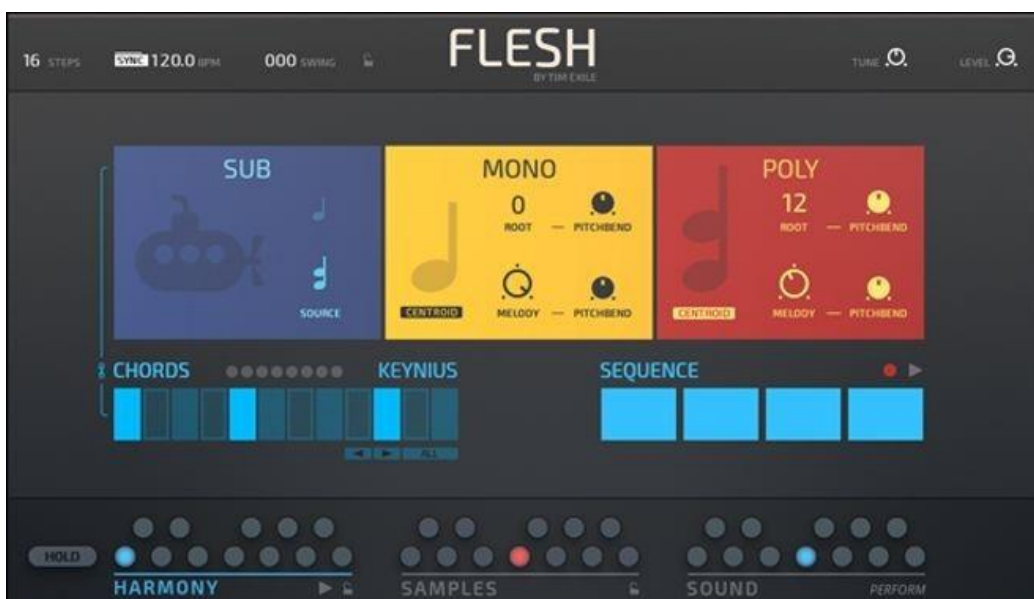 16 STEPS SYNC 120.0 BPM 000 SWING FLESH TUNE LEVEL
BY TIM EXILE
SUB MONO POLY
0 12
ROOT — PITCHBEND ROOT — PITCHBEND
SOURCE CENTROID MELODY — PITCHBEND CENTROID MELODY — PITCHBEND
CHORDS KEYNIUS SEQUENCE
ALL
HOLD
HARMONY SAMPLES SOUND PERFORM